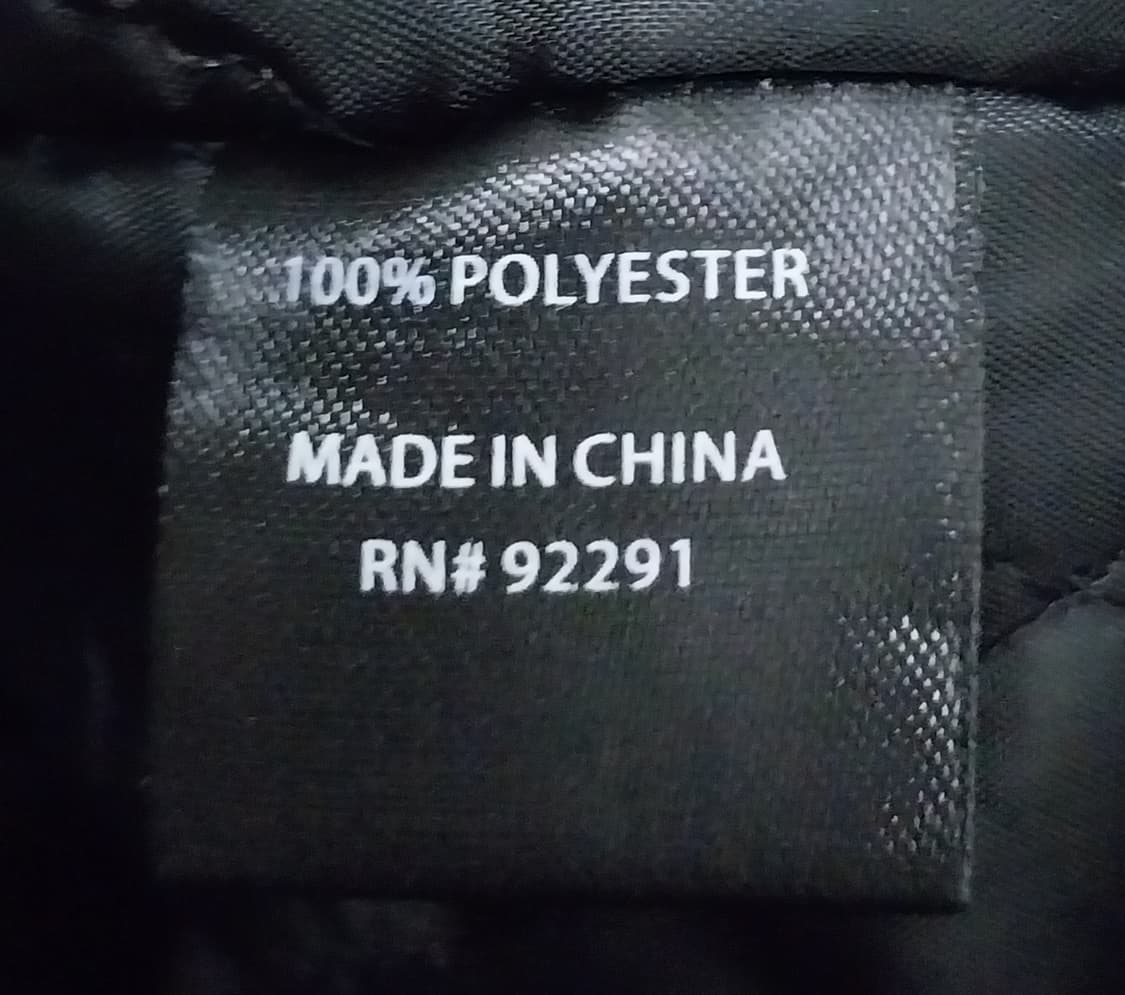 100% POLYESTER
MADE IN CHINA
RN# 92291